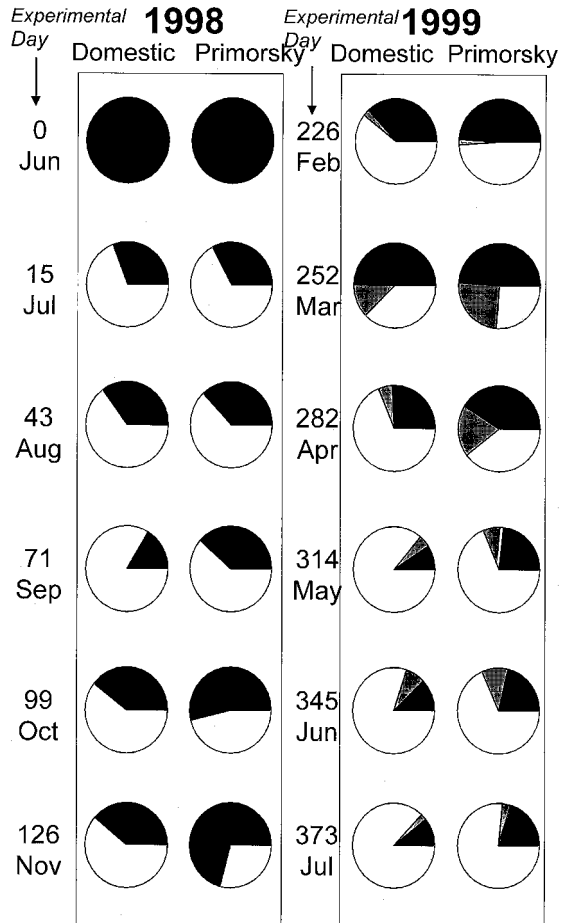 Experimental Day 1998
Domestic Primorsky
0
Jun
15
Jul
43
Aug
71
Sep
99
Oct
126
Nov
Experimental Day 1999
Domestic Primorsky
226
Feb
252
Mar
282
Apr
314
May
345
Jun
373
Jul